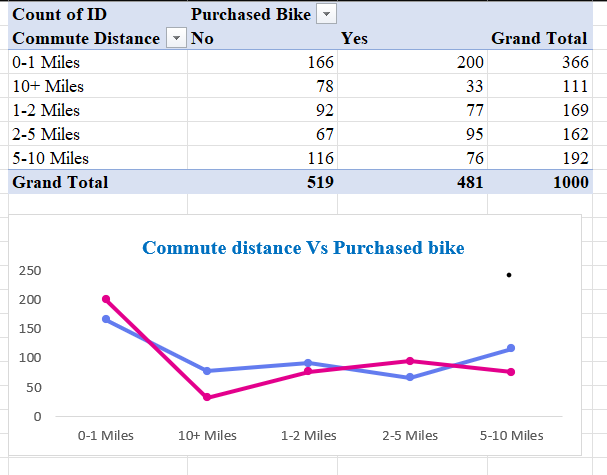 Count of ID Purchased Bike
Commute Distance No Yes Grand Total
0-1 Miles 166 200 366
10+ Miles 78 33 111
1-2 Miles 92 77 169
2-5 Miles 67 95 162
5-10 Miles 116 76 192
Grand Total 519 481 1000
Commute distance Vs Purchased bike
250
200
150
100
50
0
0-1 Miles 10+ Miles 1-2 Miles 2-5 Miles 5-10 Miles